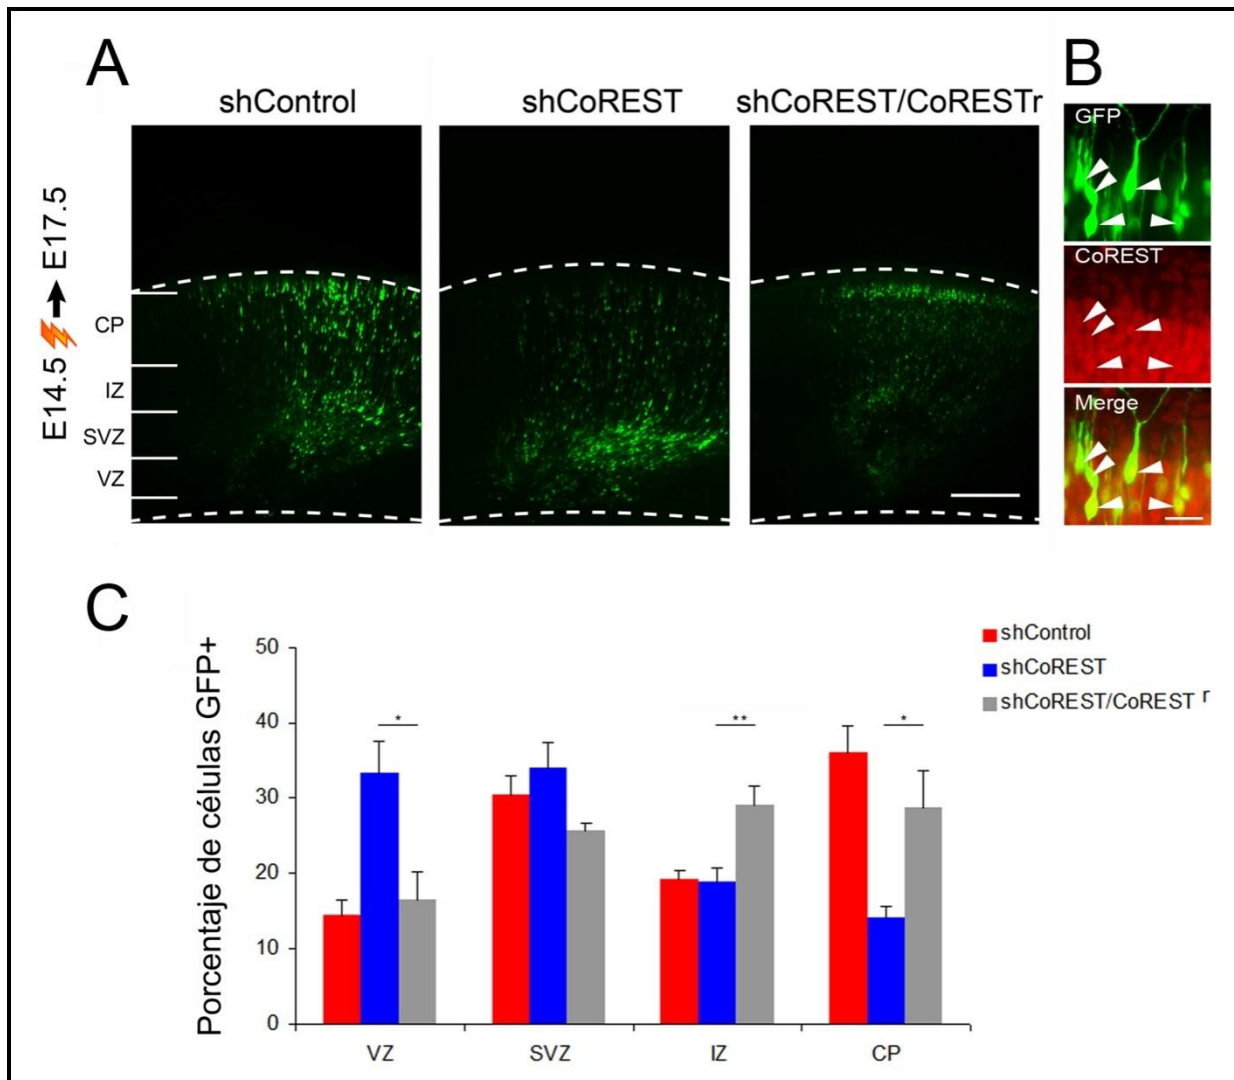 A
shControl
shCoREST
shCoREST/CoRESTr
E14.5
E17.5
CP
IZ
SVZ
VZ
B
GFP
CoREST
Merge
C
Porcentaje de células GFP+
50
40
30
20
10
0
*
**
*
VZ
SVZ
IZ
CP
shControl
shCoREST
shCoREST/CoREST r